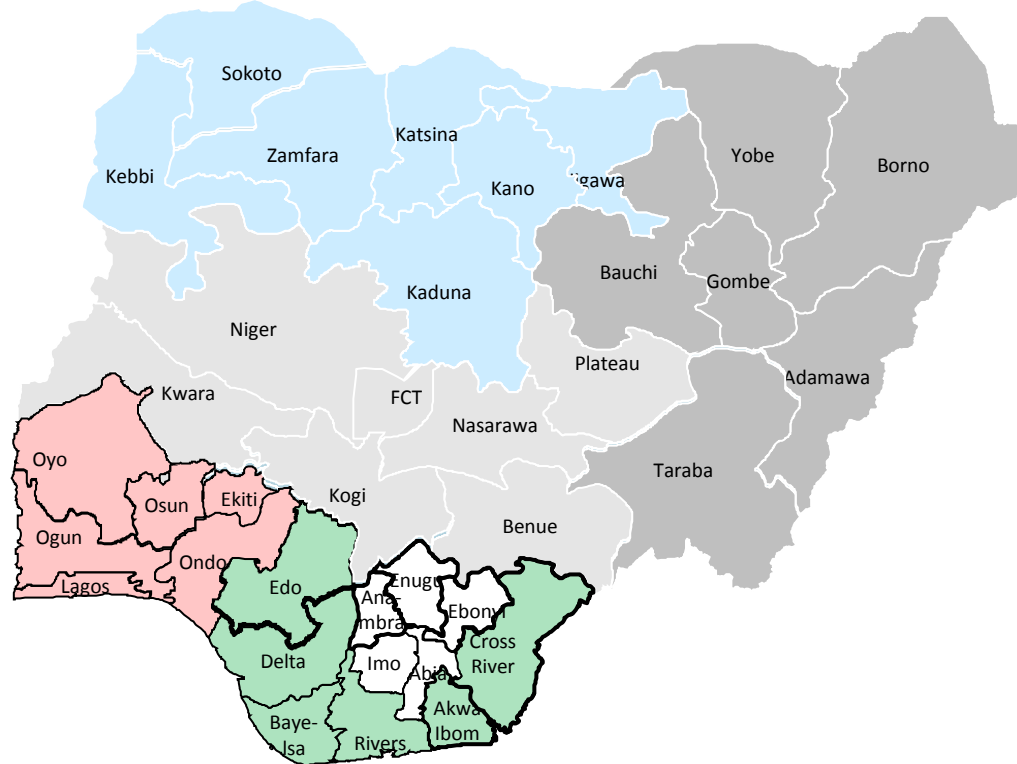 Sokoto
Katsina
Zamfara
Kebbi
Kano
Jigawa
Yobe
Borno
Bauchi
Gombe
Kaduna
Niger
Plateau
Adamawa
Kwara
FCT
Nasarawa
Taraba
Oyo
Osun
Ekiti
Kogi
Benue
Ogun
Ondo
Lagos
Edo
Enugu
Ana-
mbra
Ebonyi
Cross
River
Delta
Imo
Abia
Akwa
Ibom
Baye-
lsa
Rivers